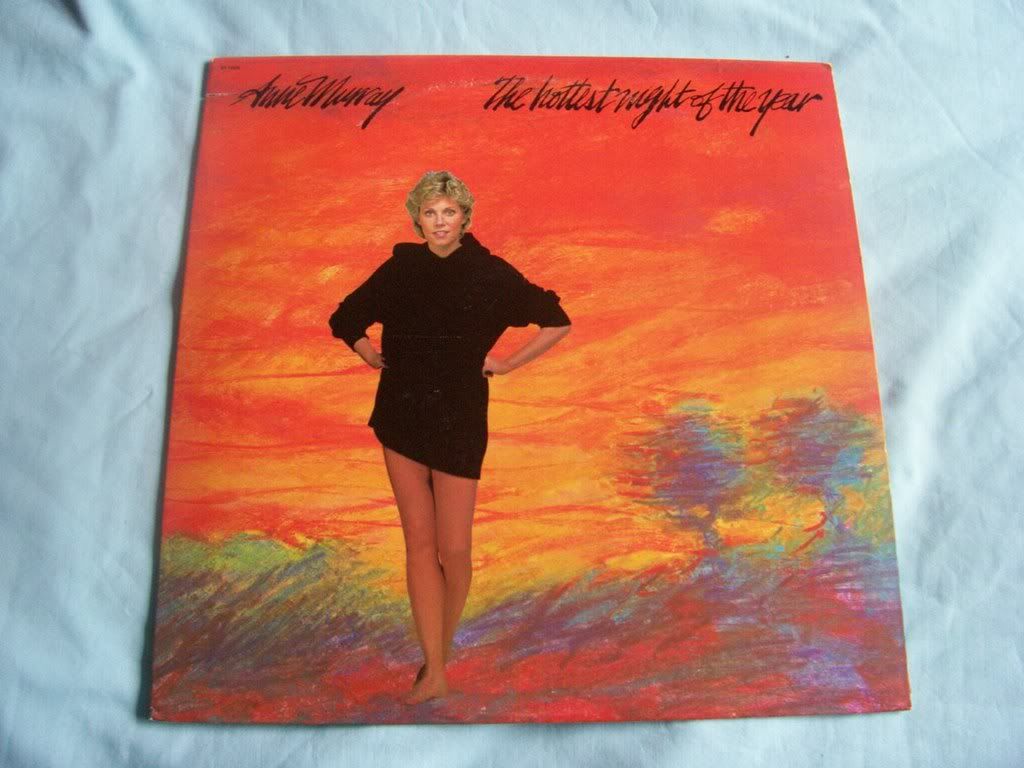 Anne Murray
The hottest night of the year